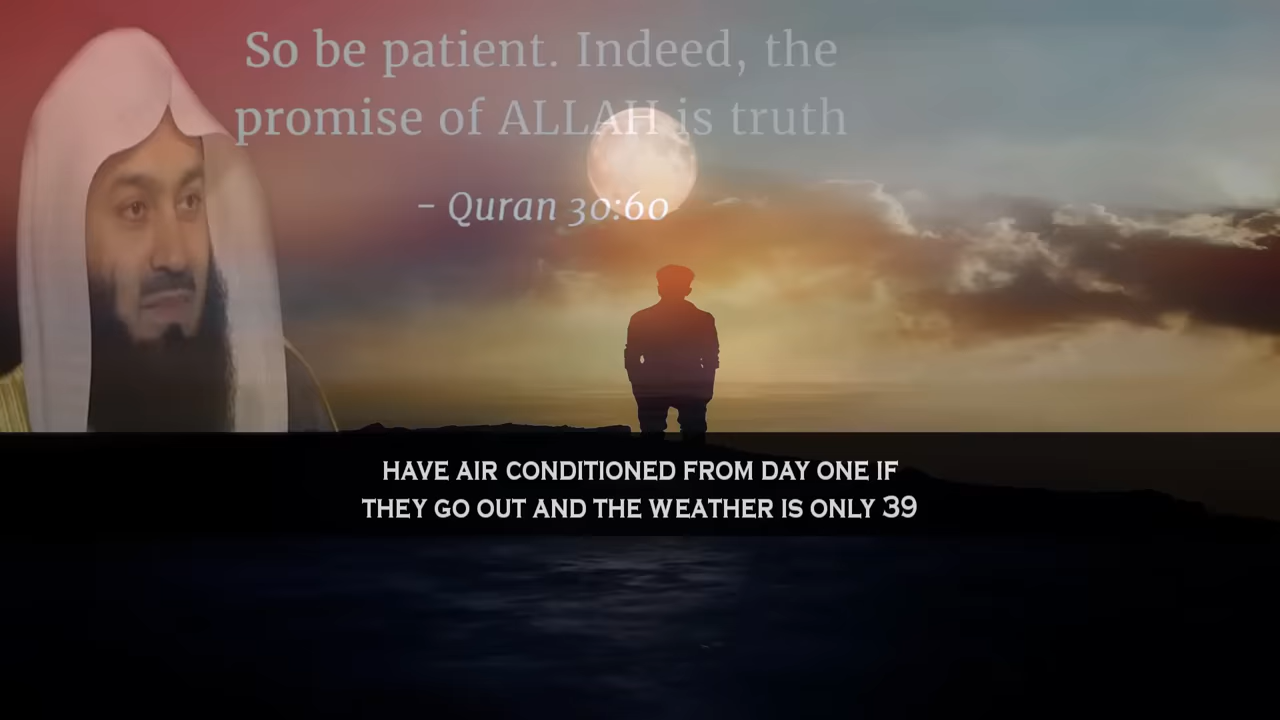 So be patient. Indeed, the
promise of ALLAH is truth
- Quran 30:60
HAVE AIR CONDITIONED FROM DAY ONE IF
THEY GO OUT AND THE WEATHER IS ONLY 39